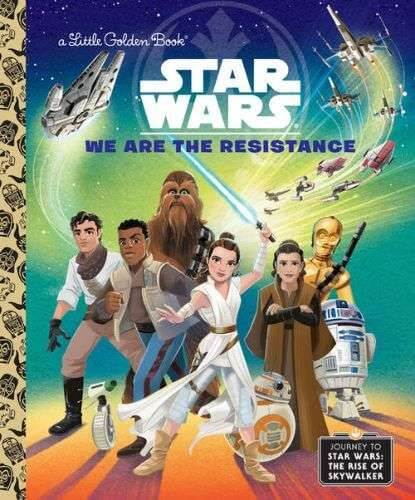 a Little Golden Book®
STAR
WARS
WE ARE THE RESISTANCE
JOURNEY TO
STAR WARS:
THE RISE OF
SKYWALKER